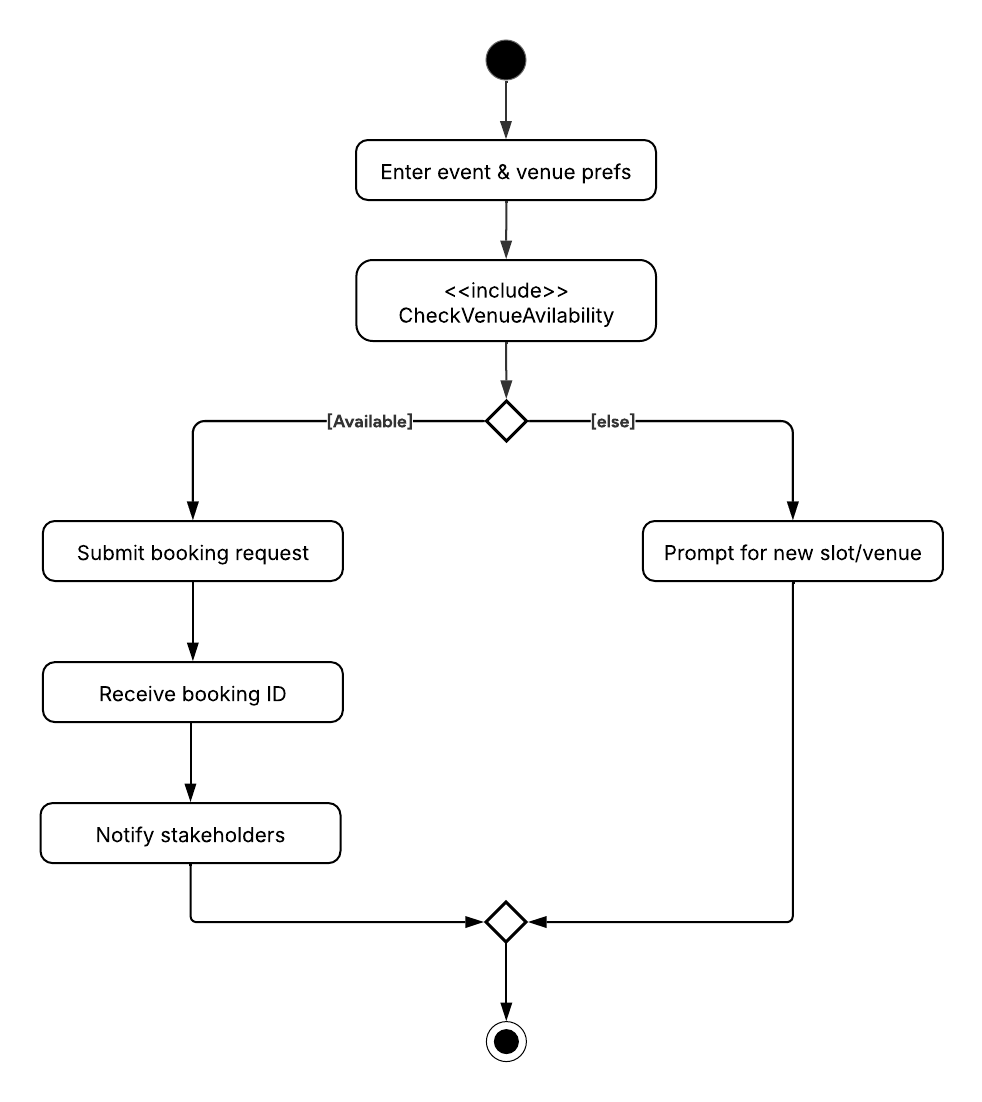 Enter event & venue prefs
<<include>>
CheckVenueAvilability
[Available]
[else]
Submit booking request
Prompt for new slot/venue
Receive booking ID
Notify stakeholders